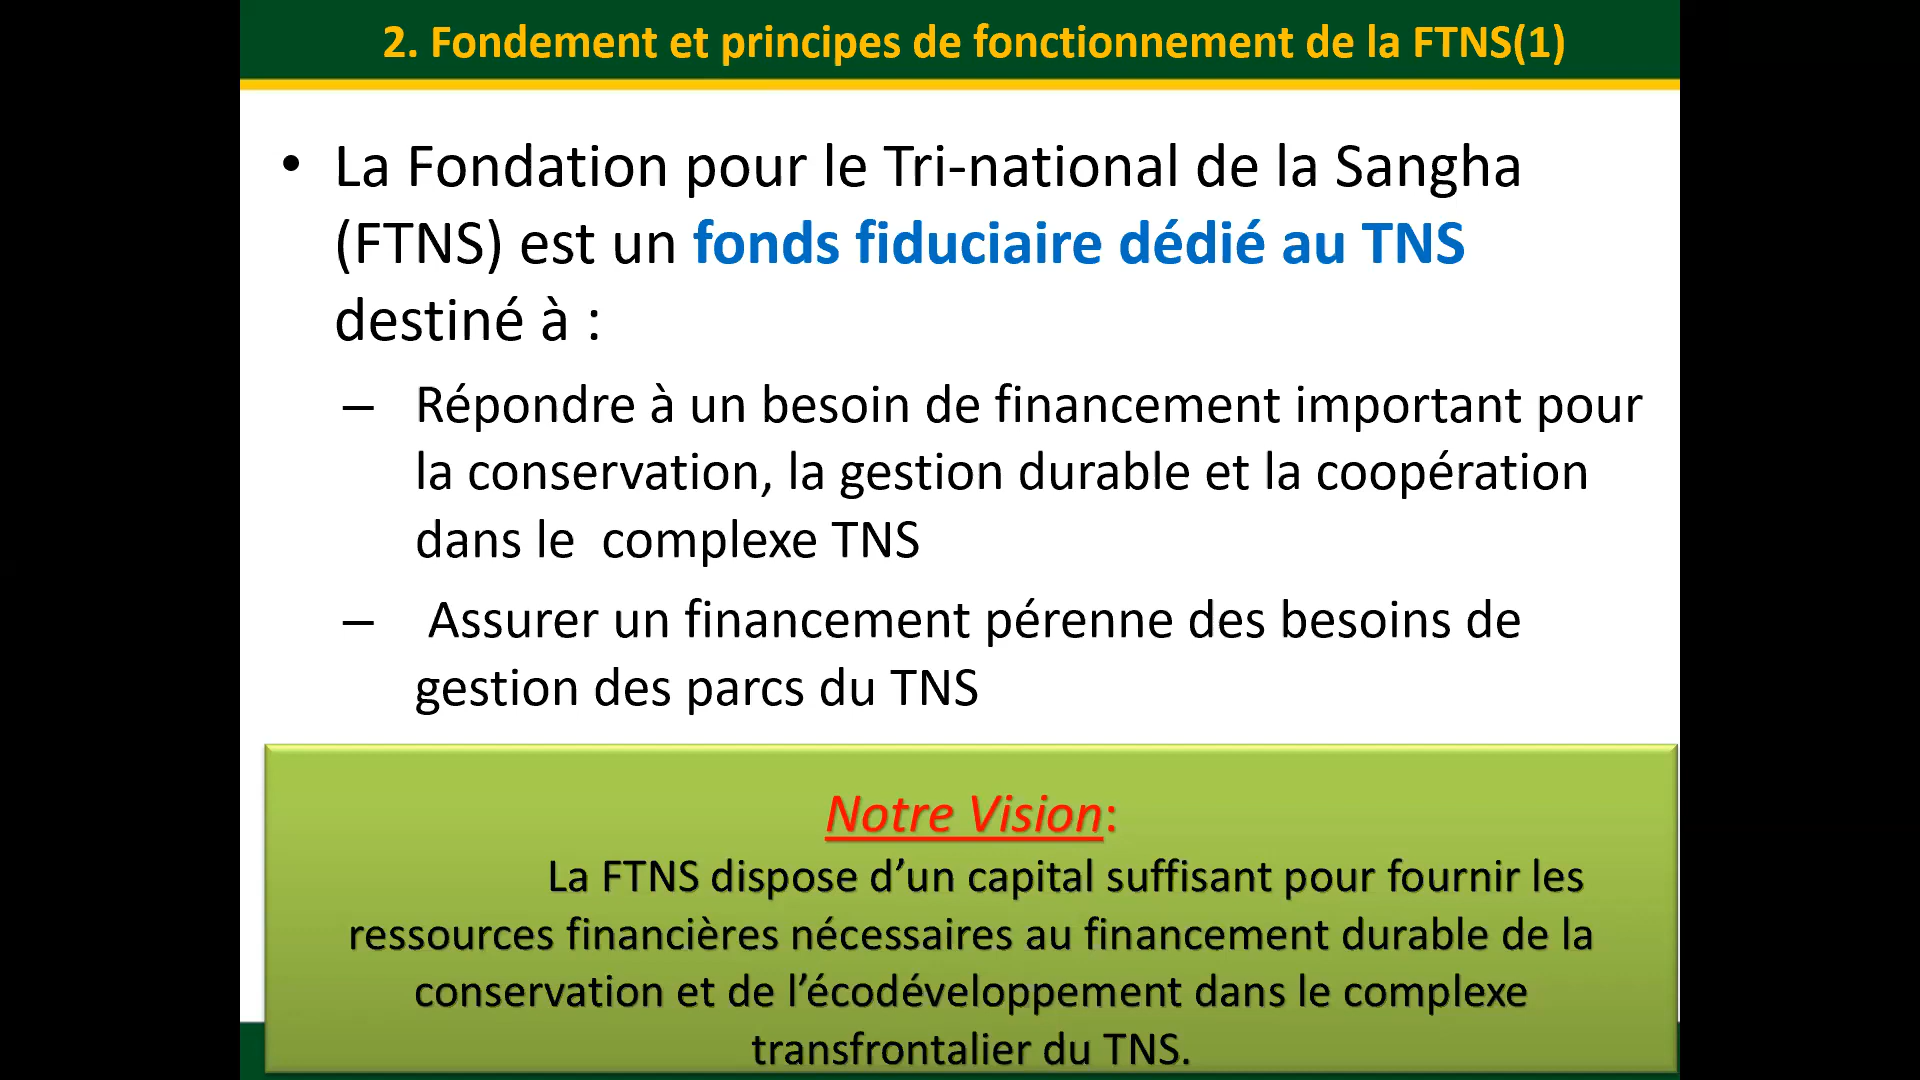 2. Fondement et principes de fonctionnement de la FTNS(1)
• La Fondation pour le Tri-national de la Sangha
(FTNS) est un fonds fiduciaire dédié au TNS
destiné à :
– Répondre à un besoin de financement important pour
la conservation, la gestion durable et la coopération
dans le  complexe TNS
– Assurer un financement pérenne des besoins de
gestion des parcs du TNS
Notre Vision:
La FTNS dispose d’un capital suffisant pour fournir les
ressources financières nécessaires au financement durable de la
conservation et de l’écodéveloppement dans le complexe
transfrontalier du TNS.